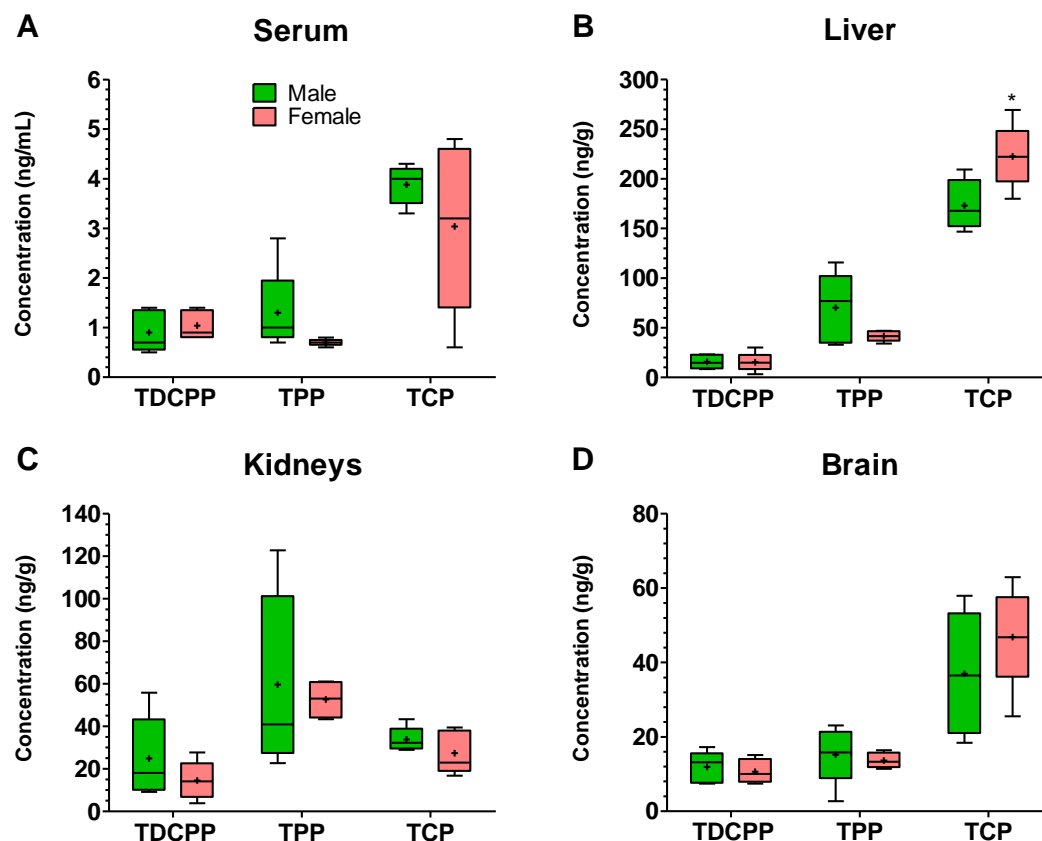 A
Serum
Concentration (ng/mL)
6
5
4
3
2
1
0
Male
Female
TDCPP
TPP
TCP
B
Liver
Concentration (ng/g)
300
250
200
150
100
50
0
*
TDCPP
TPP
TCP
C
Kidneys
Concentration (ng/g)
140
120
100
80
60
40
20
0
TDCPP
TPP
TCP
D
Brain
Concentration (ng/g)
80
60
40
20
0
TDCPP
TPP
TCP